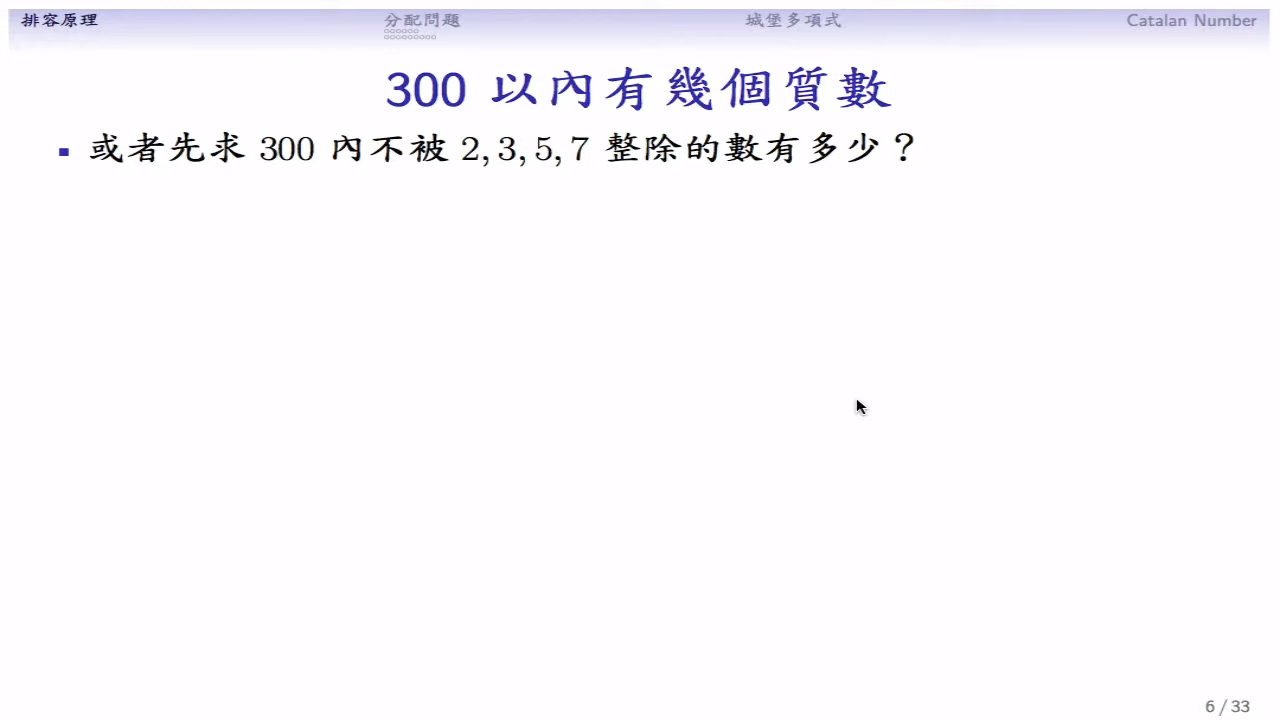 排容原理 分配問題 城堡多項式 Catalan Number
300 以內有幾個質數
或者先求 300 內不被 2, 3, 5, 7 整除的數有多少？
6 / 33